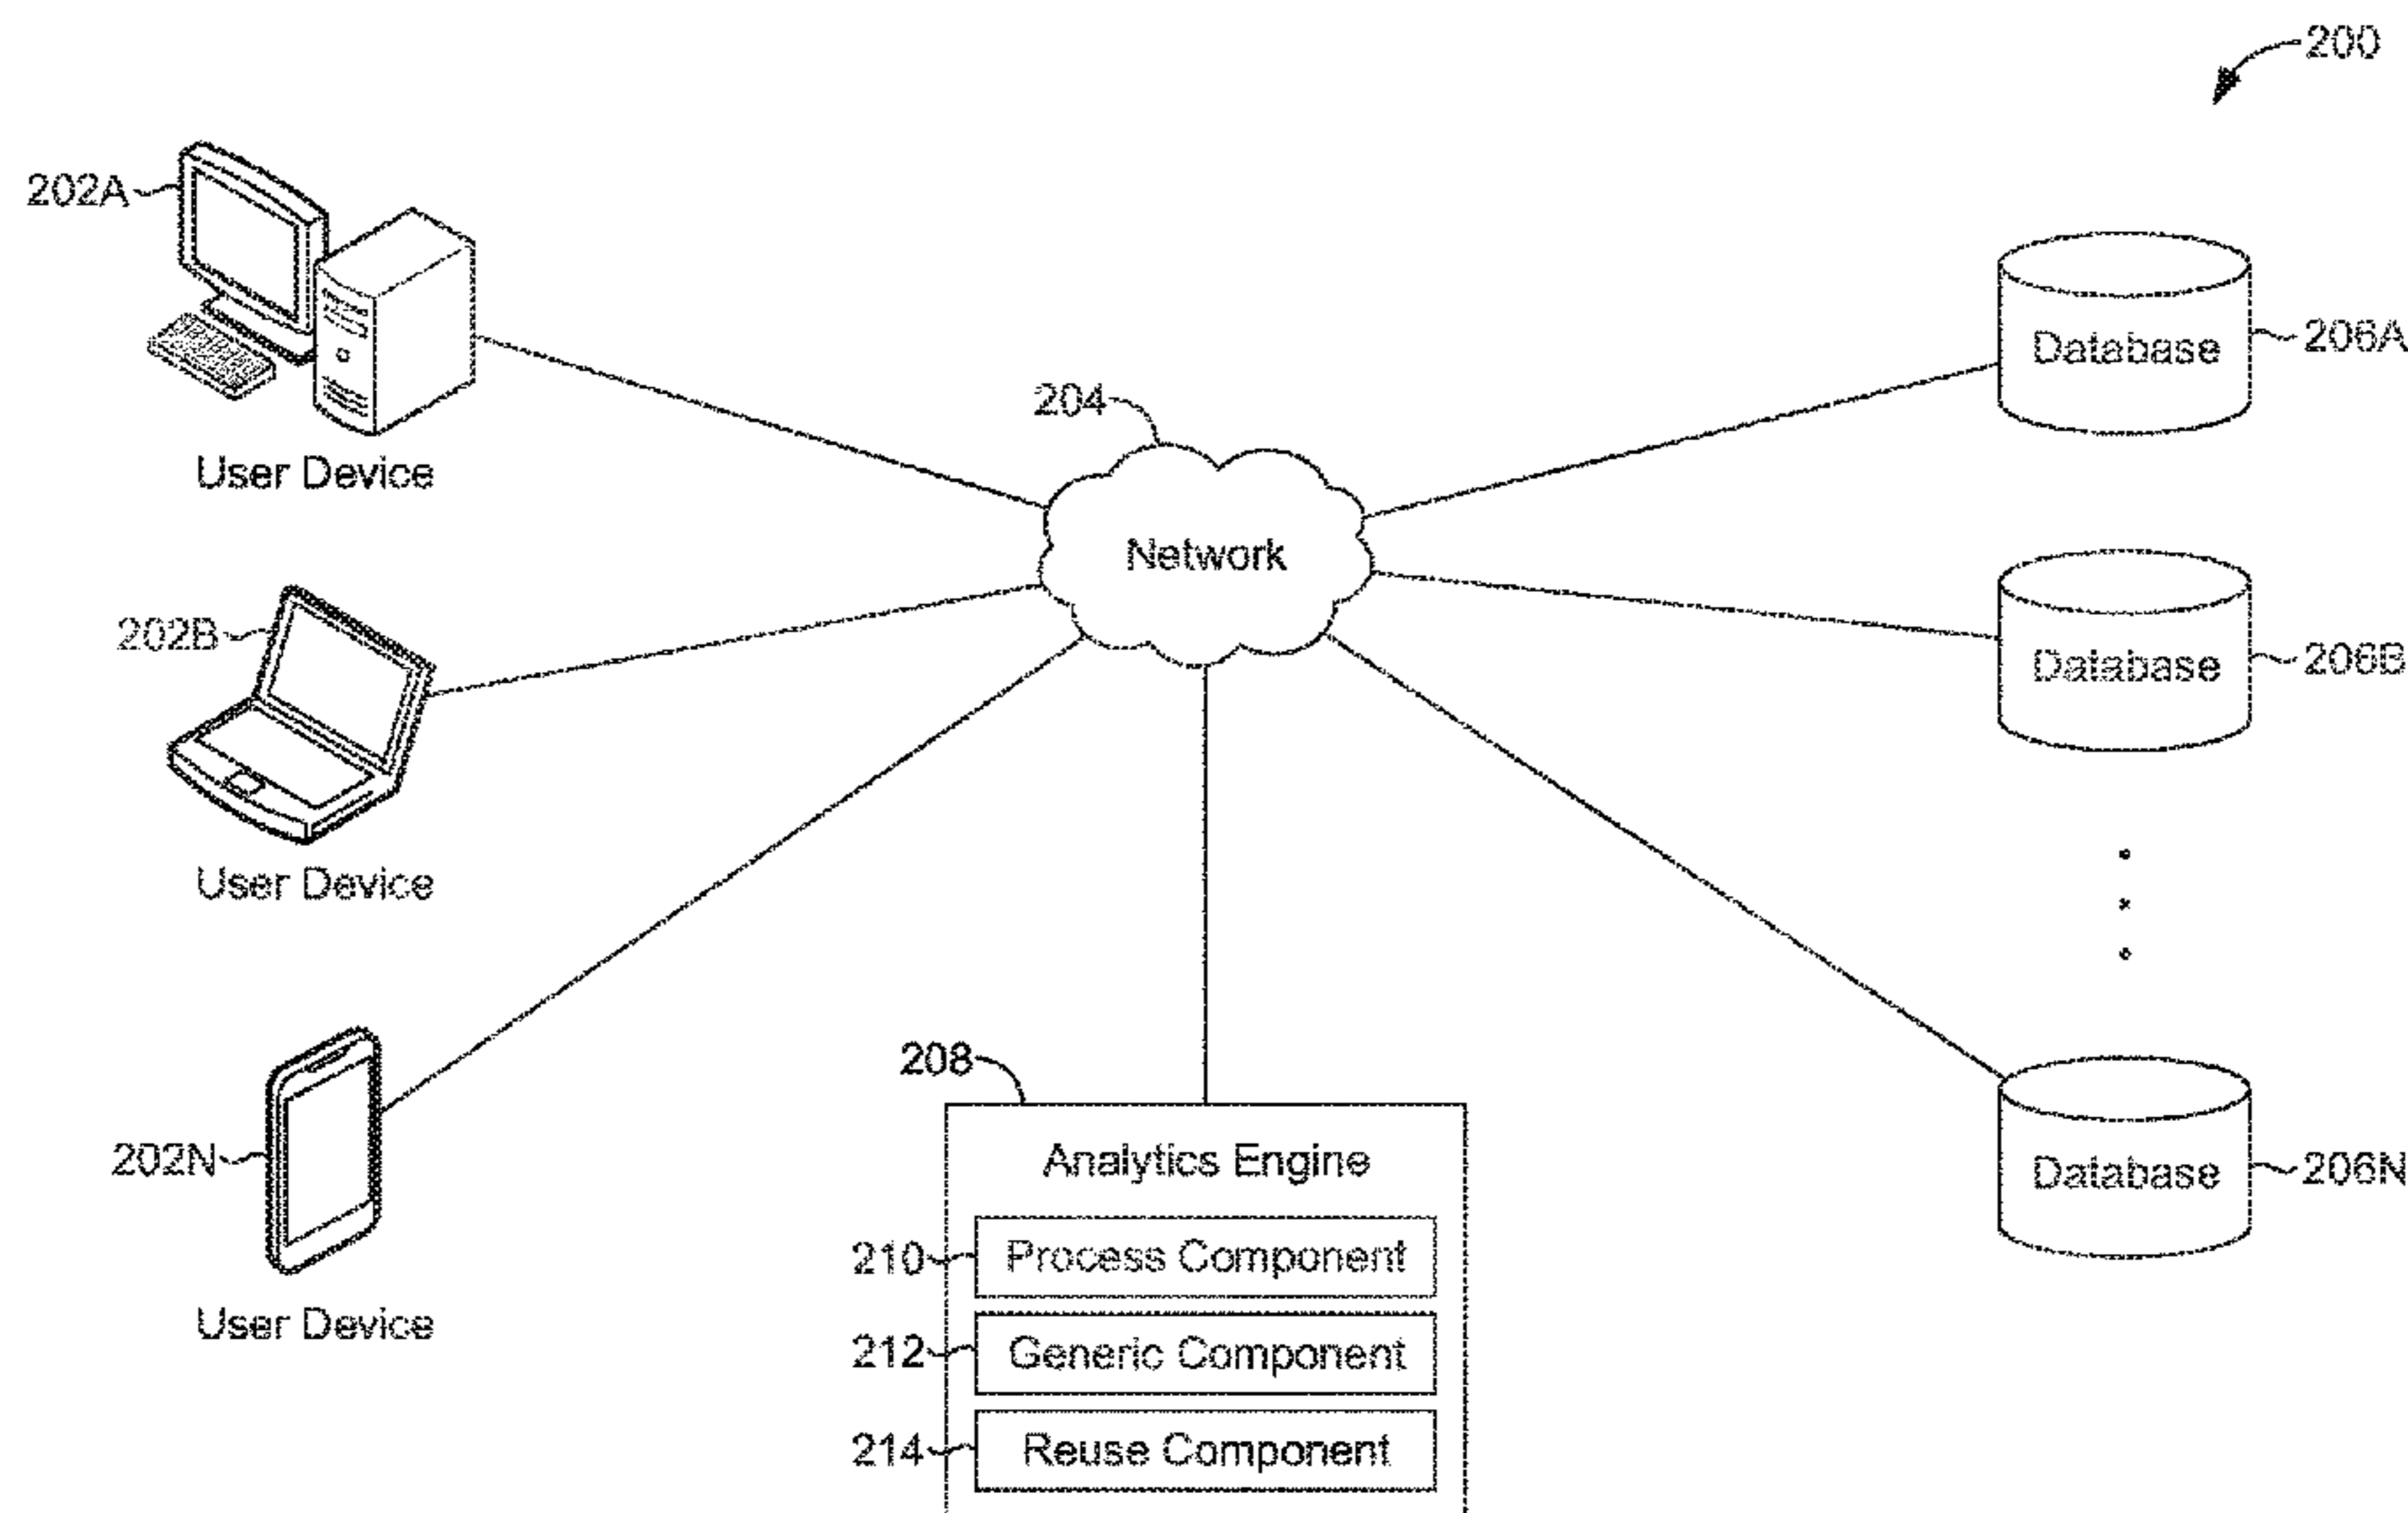 200
202A
User Device
204
Network
Database
206A
202B
User Device
Database
206B
202N
User Device
208
Analytics Engine
210
Process Component
212
Generic Component
214
Reuse Component
Database
206N